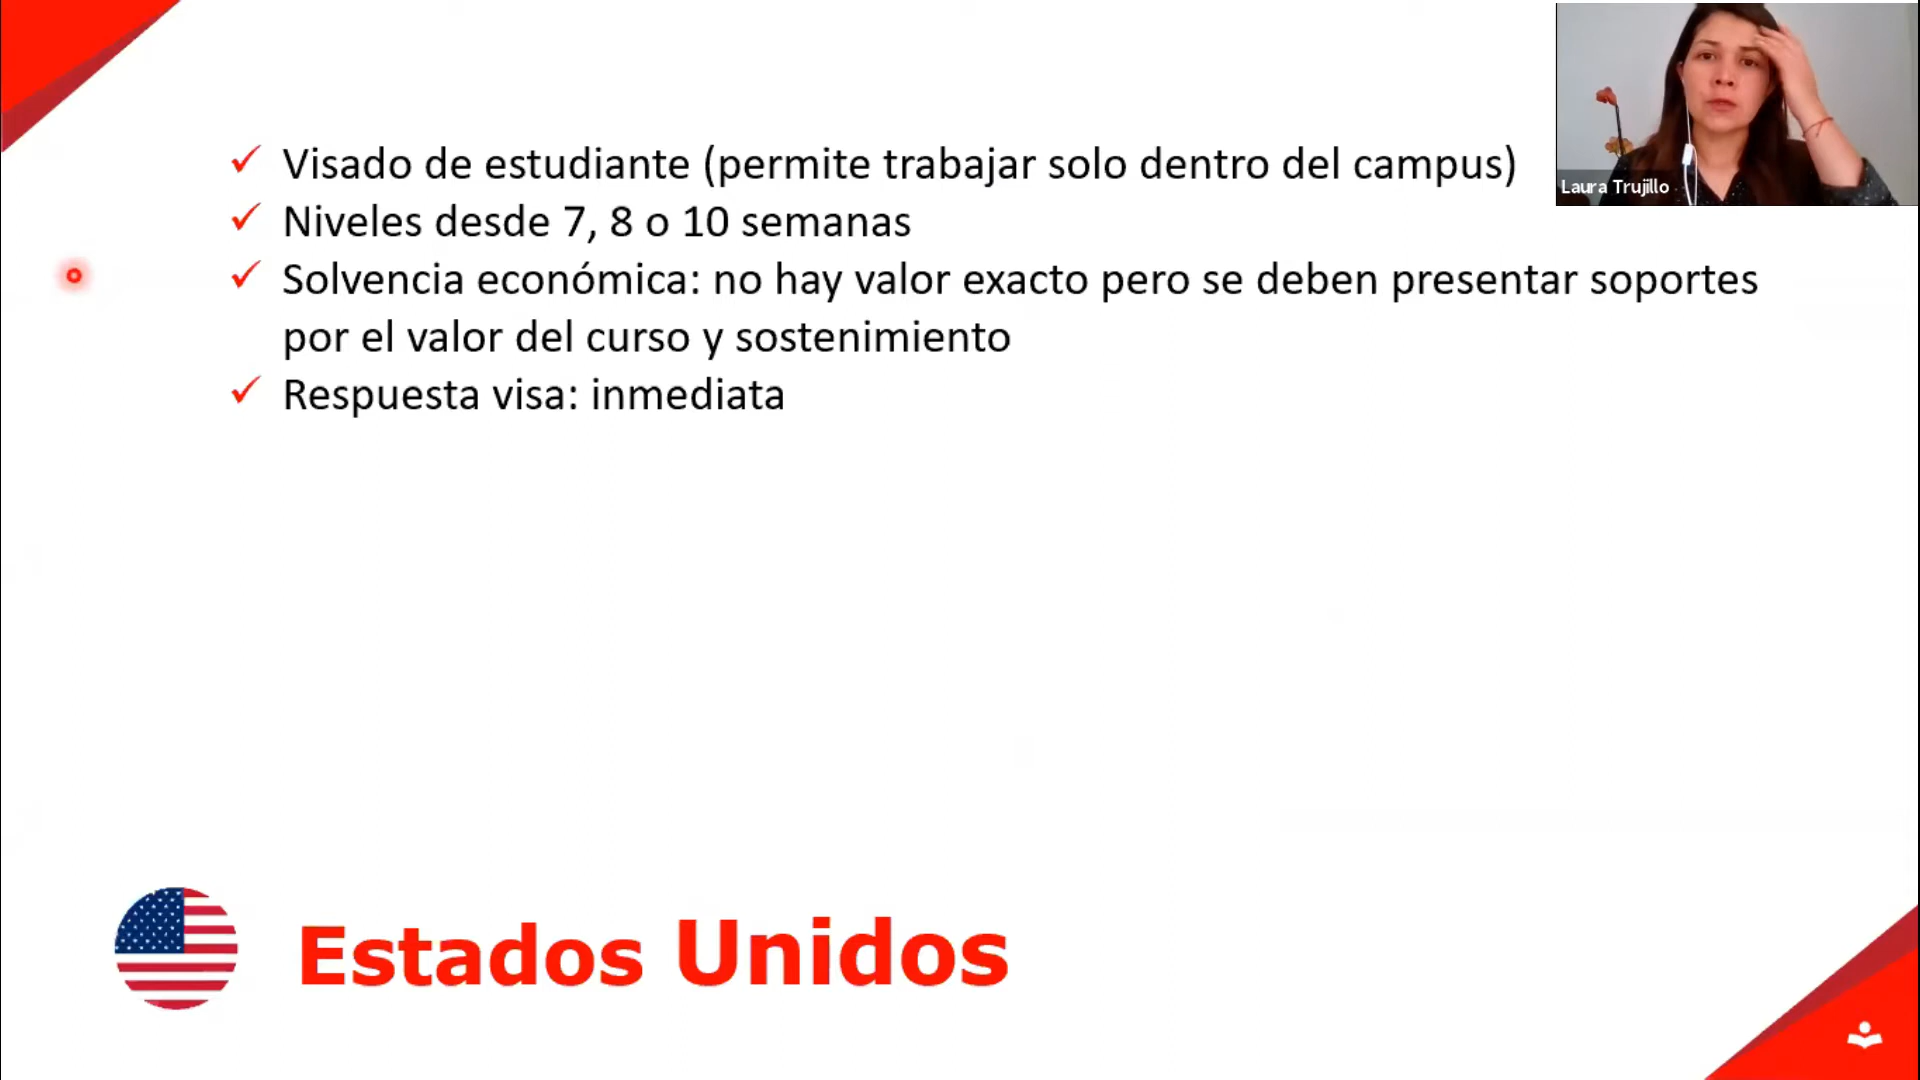 Visado de estudiante (permite trabajar solo dentro del campus)
Niveles desde 7, 8 o 10 semanas
Solvencia económica: no hay valor exacto pero se deben presentar soportes
por el valor del curso y sostenimiento
Respuesta visa: inmediata
Laura Trujillo
Estados Unidos